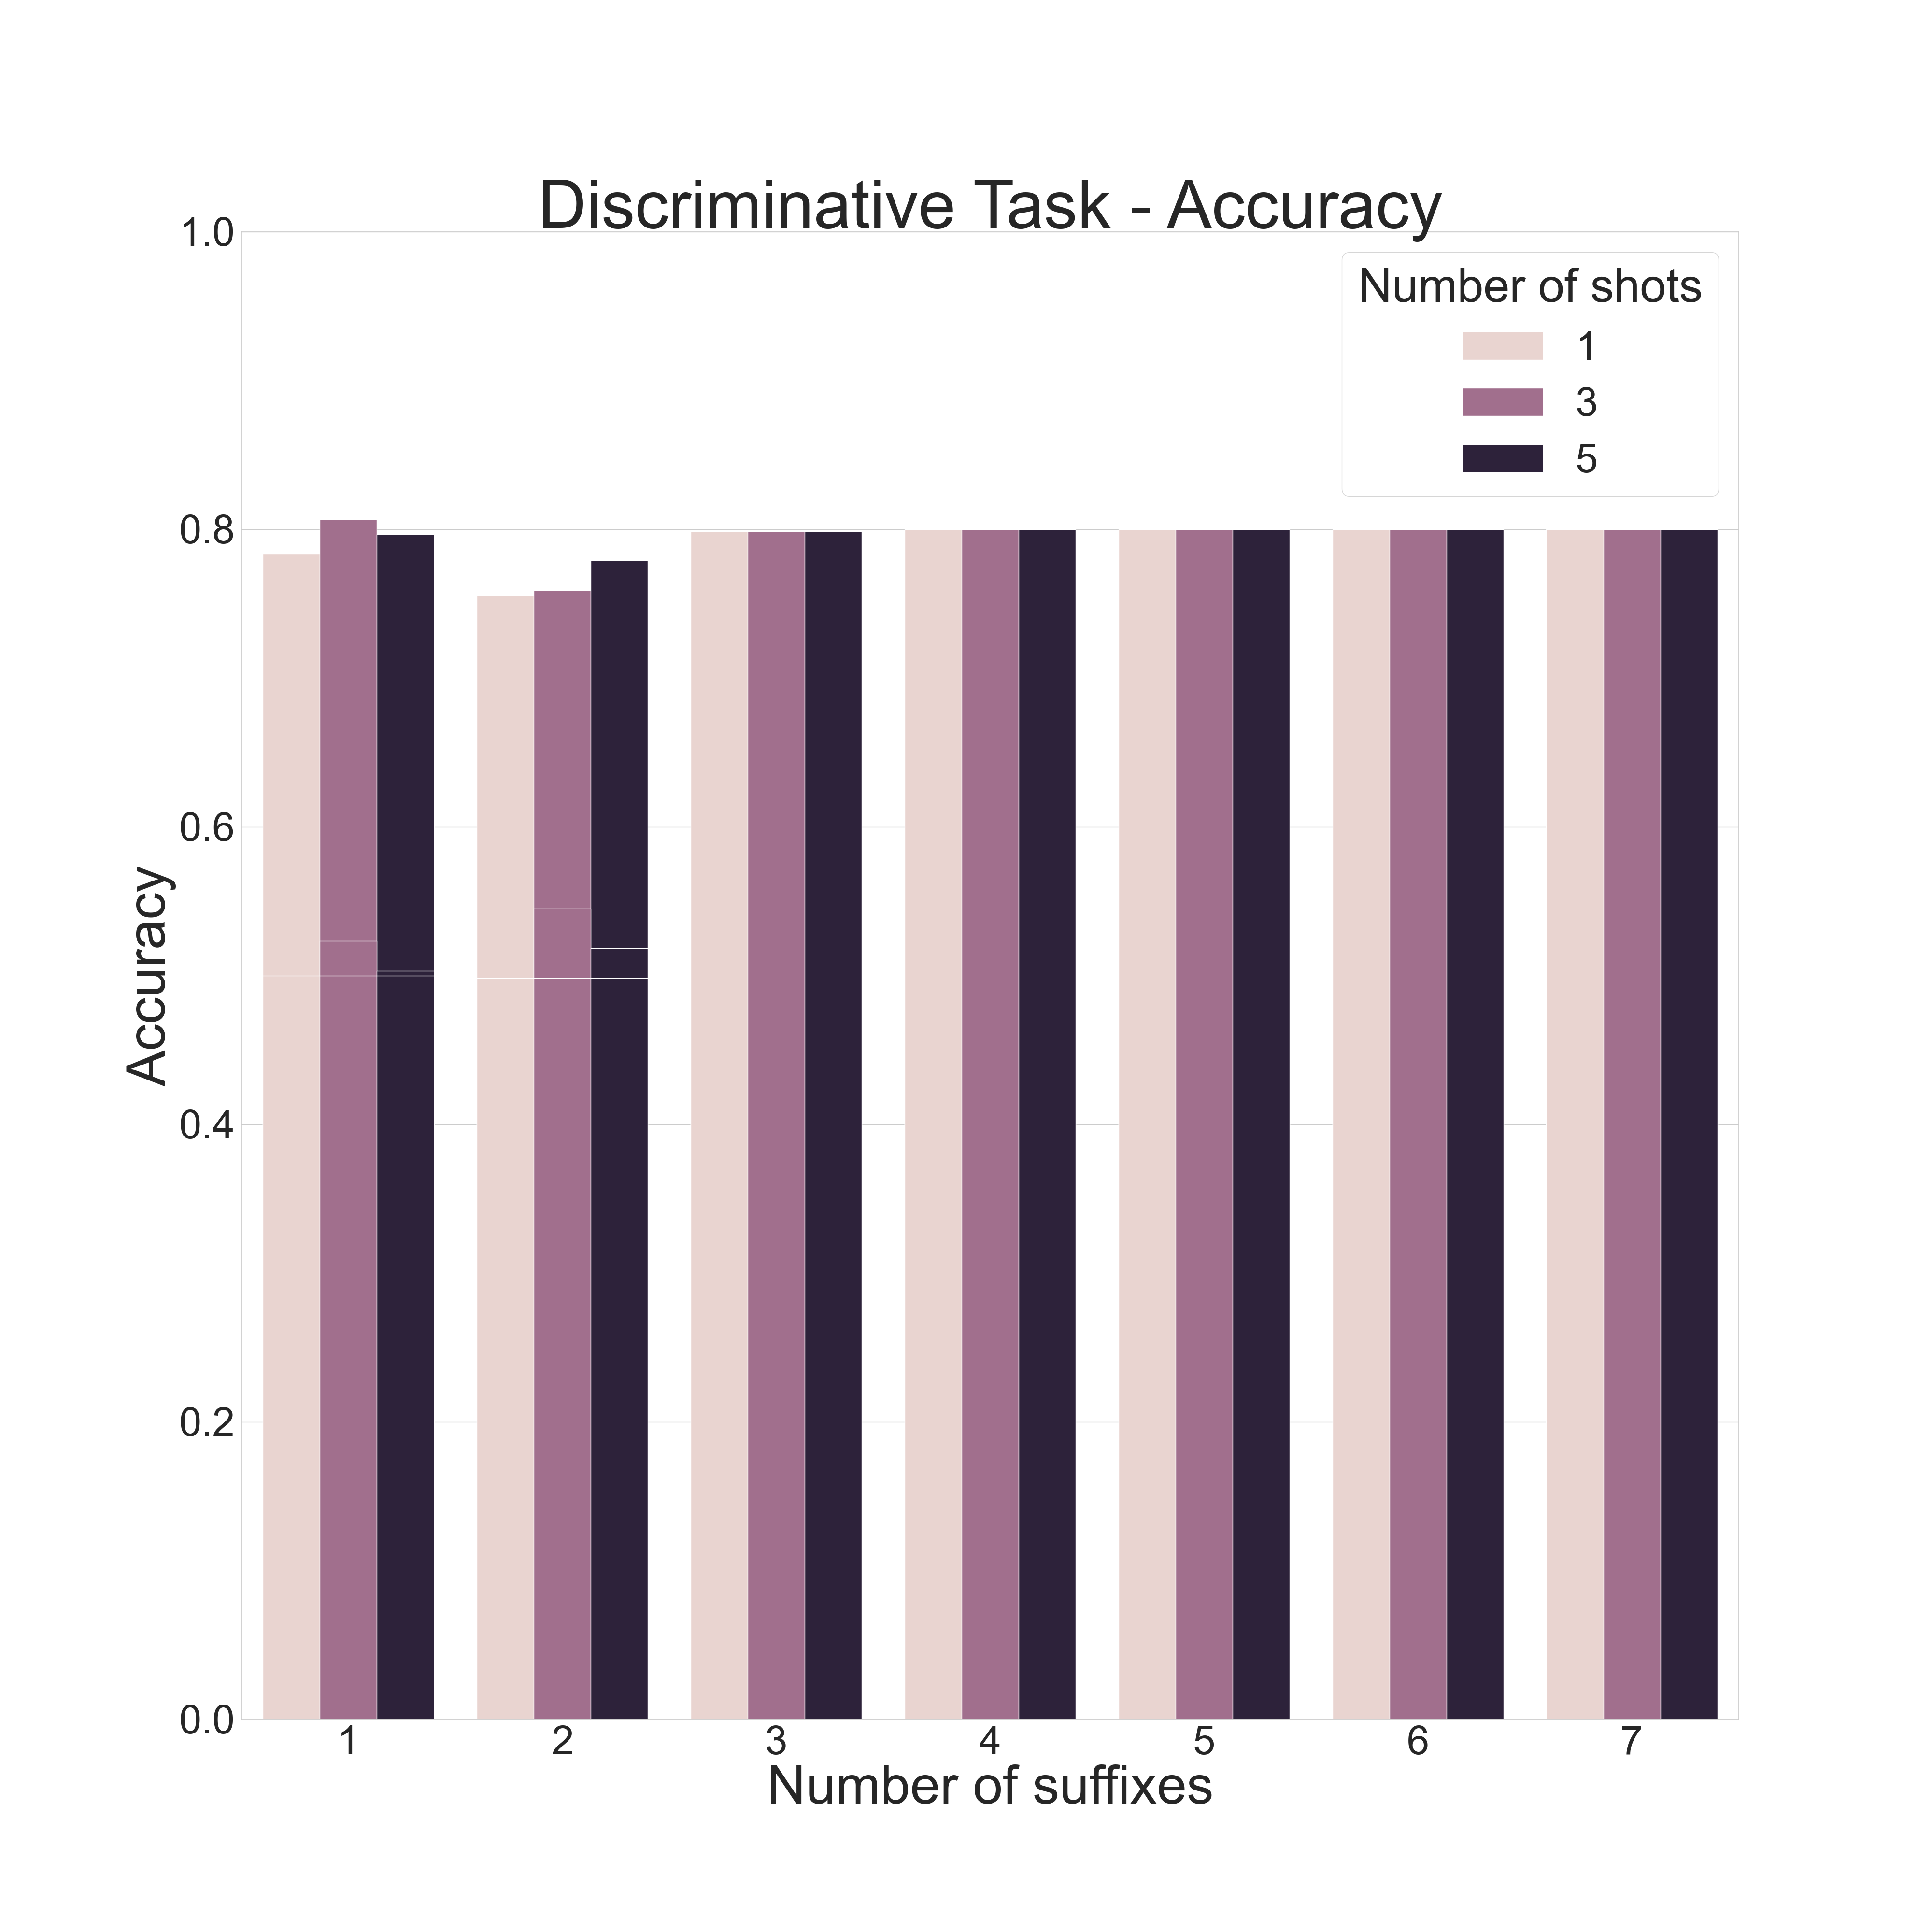 Discriminative Task - Accuracy
1.0
0.8
0.6
0.4
0.2
0.0
Accuracy
Number of shots
1
3
5
1 2 3 4 5 6 7
Number of suffixes